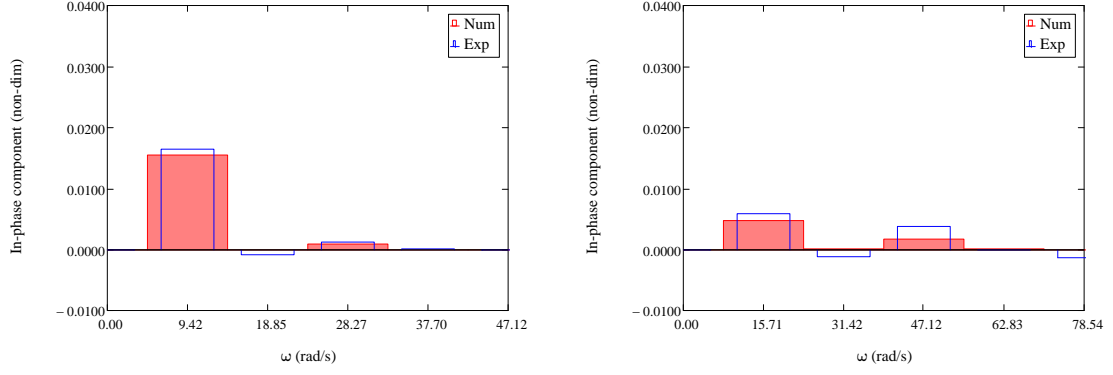 0.0400
0.0300
0.0200
0.0100
0.0000
– 0.0100
In-phase component (non-dim)
Num
Exp
0.00 9.42 18.85 28.27 37.70 47.12
ω (rad/s)
0.0400
0.0300
0.0200
0.0100
0.0000
– 0.0100
In-phase component (non-dim)
Num
Exp
0.00 15.71 31.42 47.12 62.83 78.54
ω (rad/s)